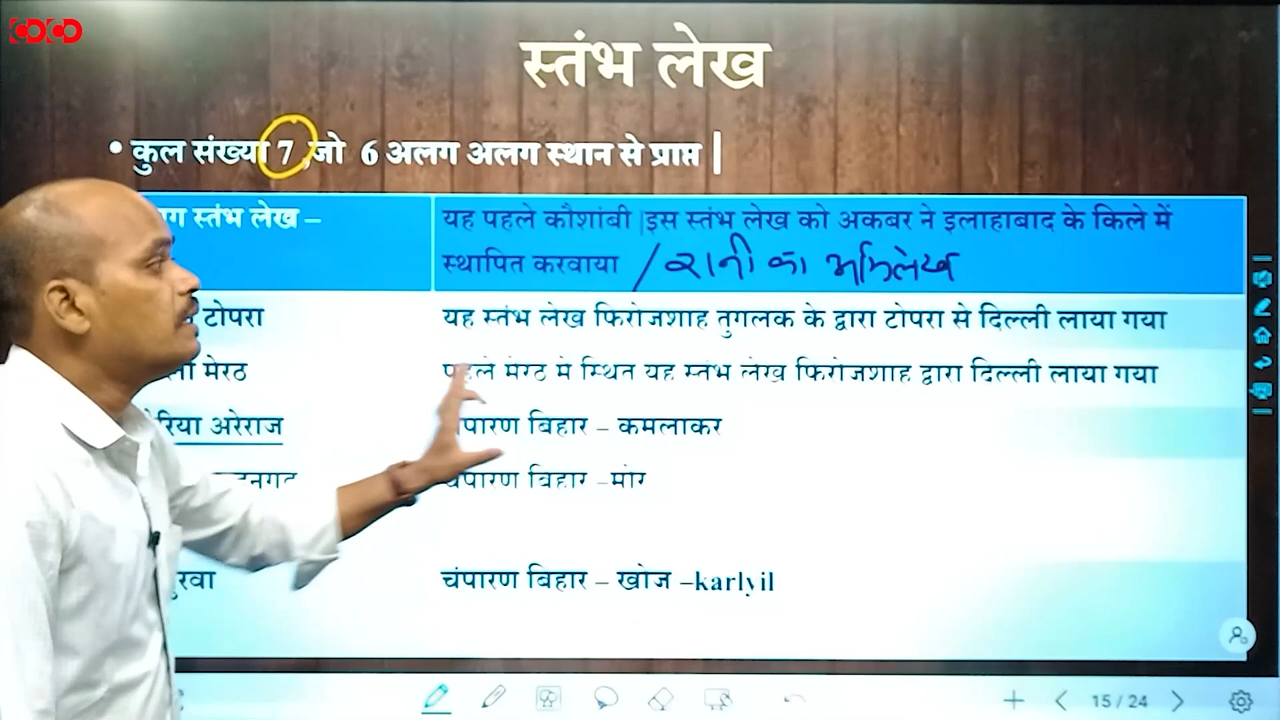 COCO
स्तंभ लेख
• कुल संख्या 7 ,जो 6 अलग अलग स्थान से प्राप्त |
स्तंभ लेख – यह पहले कौशांबी |इस स्तंभ लेख को अकबर ने इलाहाबाद के किले में
स्थापित करवाया / रानी का अभिलेख
टोपरा यह स्तंभ लेख फिरोजशाह तुगलक के द्वारा टोपरा से दिल्ली लाया गया
मेरठ पहले मेरठ मे स्थित यह स्तंभ लेख फिरोजशाह द्वारा दिल्ली लाया गया
अरेराज चंपारण बिहार – कमलाकर
चंपारण बिहार –मोर
चंपारण बिहार – खोज –karlyil
15 / 24